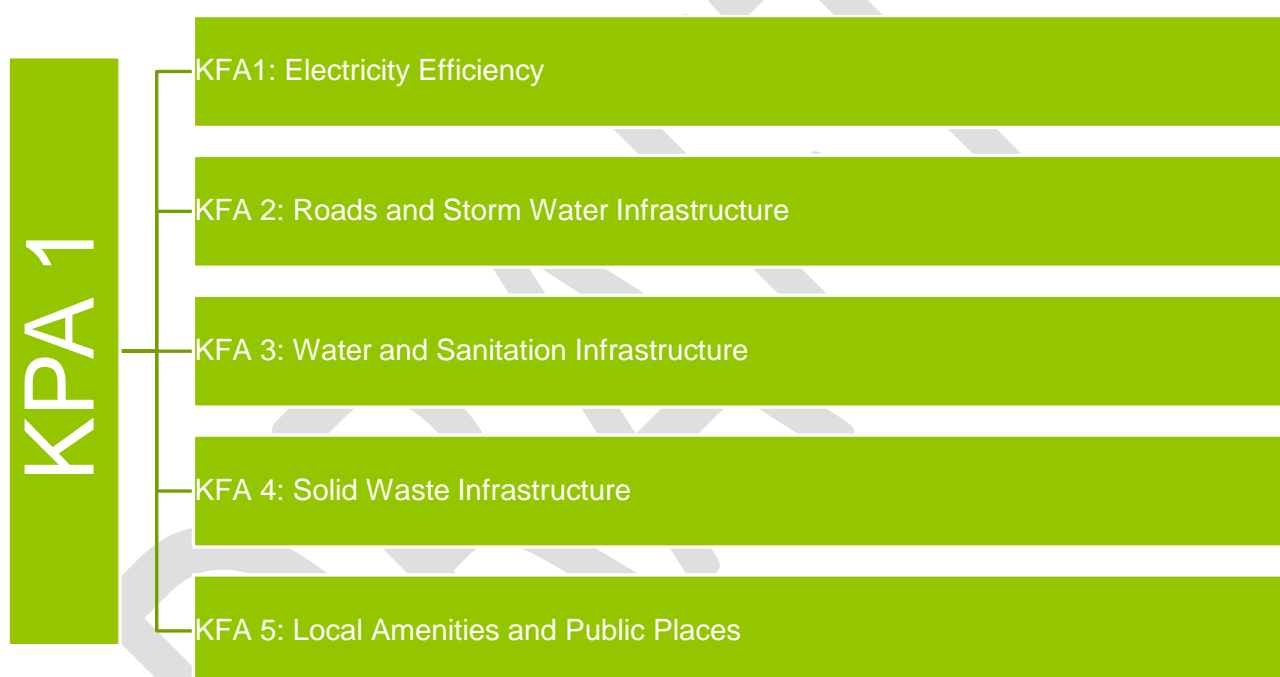 KPA 1
KFA1: Electricity Efficiency
KFA 2: Roads and Storm Water Infrastructure
KFA 3: Water and Sanitation Infrastructure
KFA 4: Solid Waste Infrastructure
KFA 5: Local Amenities and Public Places